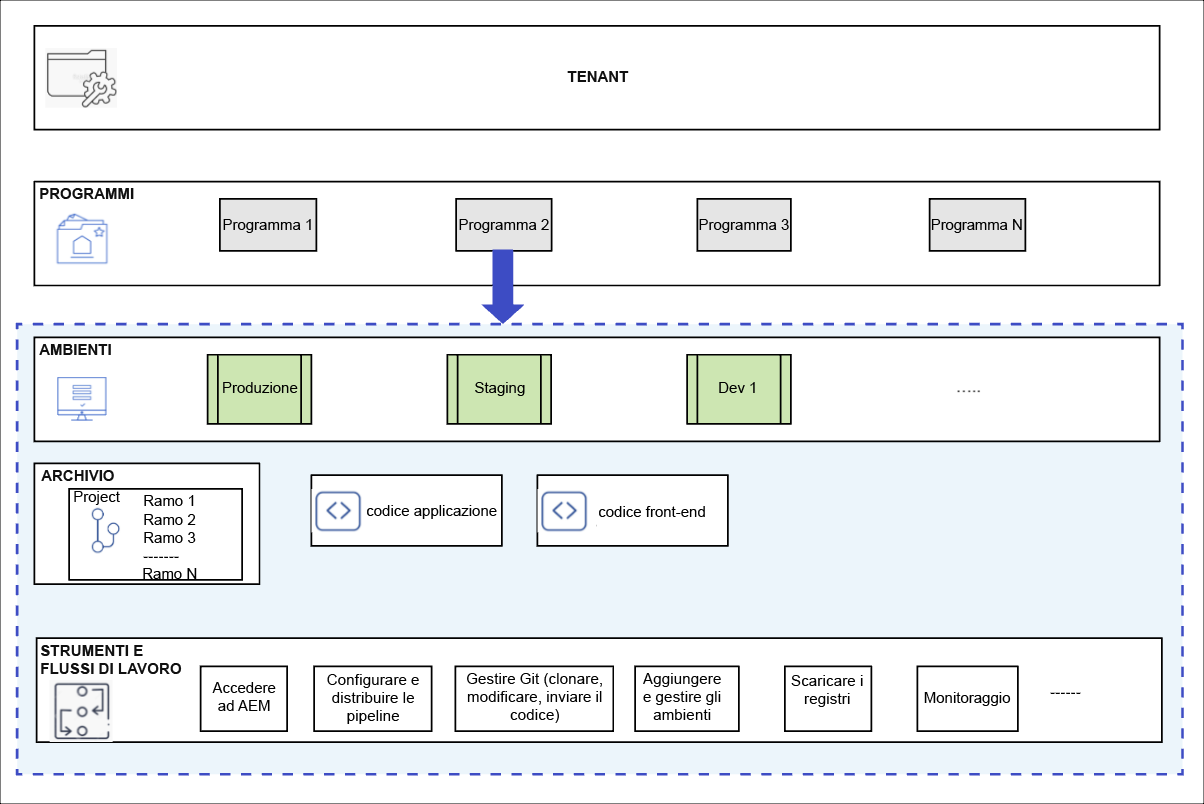 TENANT
PROGRAMMI
Programma 1
Programma 2
Programma 3
Programma N
AMBIENTI
Produzione
Staging
Dev 1
.....
ARCHIVIO
Project
Ramo 1
Ramo 2
Ramo 3
-------
Ramo N
codice applicazione
codice front-end
STRUMENTI E
FLUSSI DI LAVORO
Accedere
ad AEM
Configurare e
distribuire le
pipeline
Gestire Git (clonare,
modificare, inviare il
codice)
Aggiungere
e gestire gli
ambienti
Scaricare i
registri
Monitoraggio
------